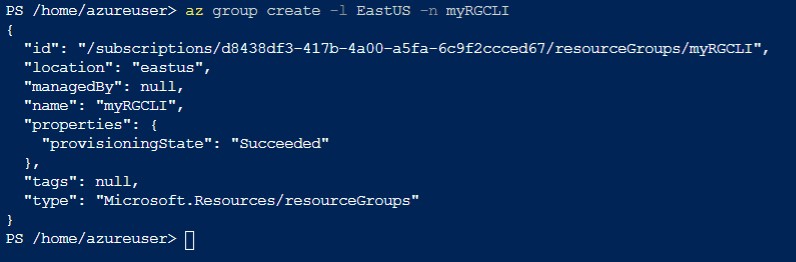 PS /home/azureuser> az group create -l EastUS -n myRGCLI
{
  "id": "/subscriptions/d8438df3-417b-4a00-a5fa-6c9f2ccced67/resourceGroups/myRGCLI",
  "location": "eastus",
  "managedBy": null,
  "name": "myRGCLI",
  "properties": {
    "provisioningState": "Succeeded"
  },
  "tags": null,
  "type": "Microsoft.Resources/resourceGroups"
}
PS /home/azureuser>